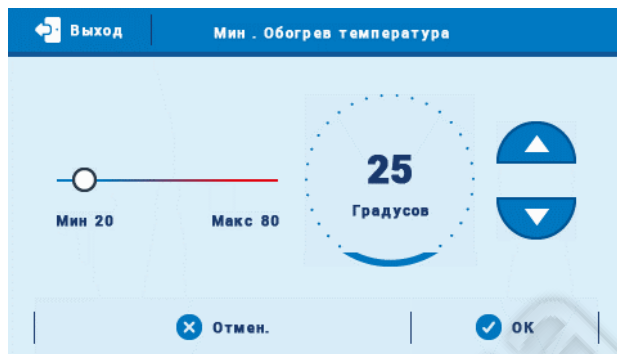 Выход
Мин . Обогрев температура
25
Градусов
Мин 20
Макс 80
Отмен.
OK